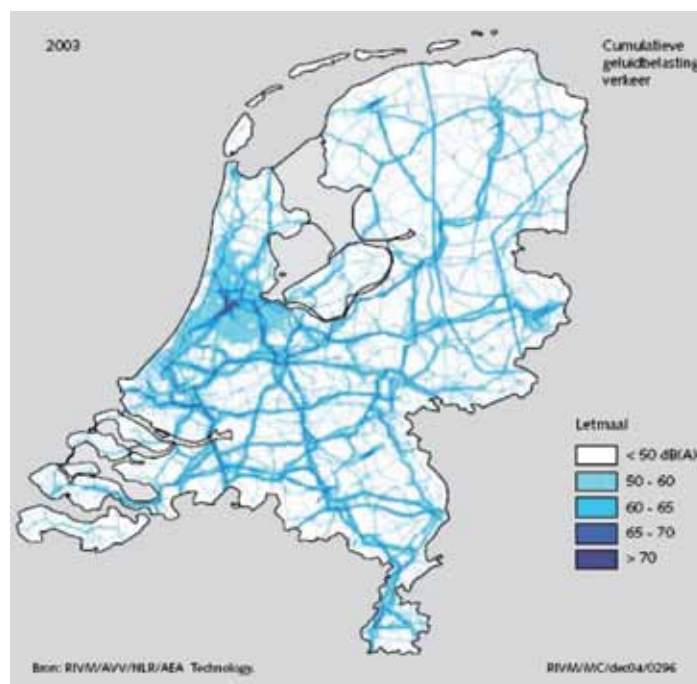 2003
Cumulatieve
geluidbelasting
verkeer
Letmaal
< 50 dB(A)
50 - 60
60 - 65
65 - 70
> 70
Bron: RIVM/AVV/NLR/AEA Technology.
RIVM/MC/dec04/0296